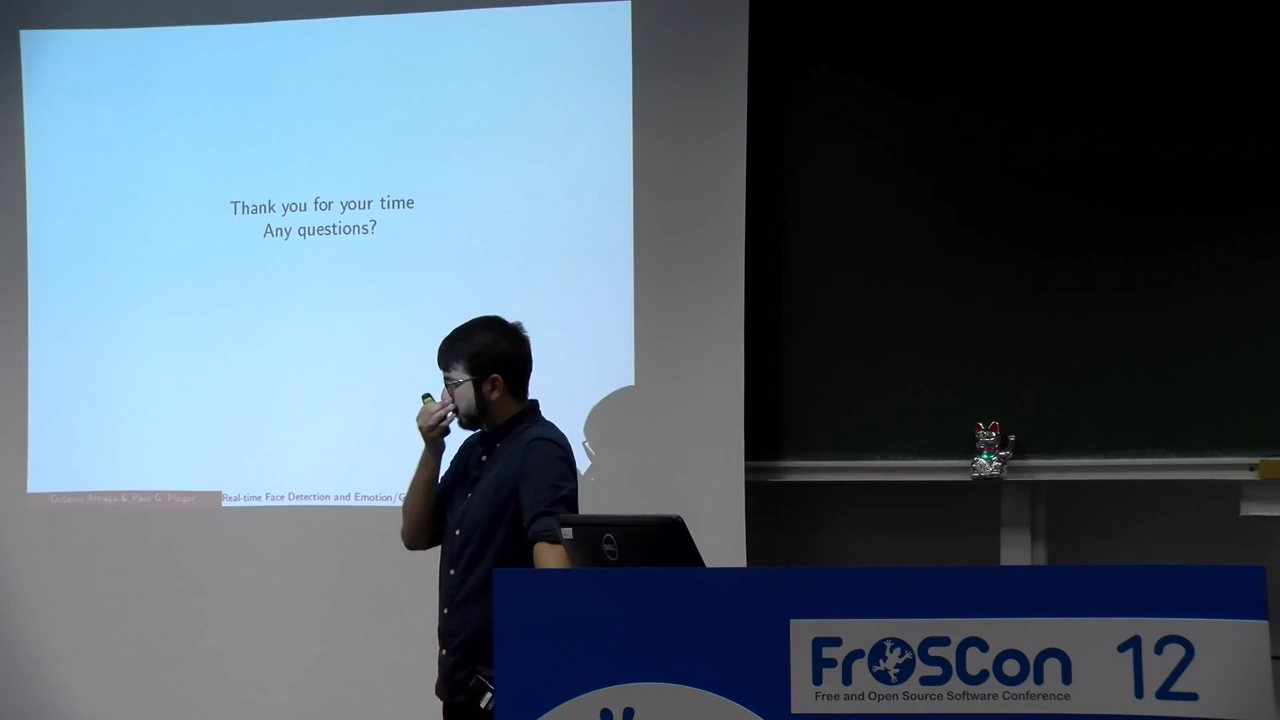 Thank you for your time
Any questions?
Octavio Arriaga & Paul G. Plöger
Real-time Face Detection and Emotion/G
DELL
FrOSCon 12
Free and Open Source Software Conference